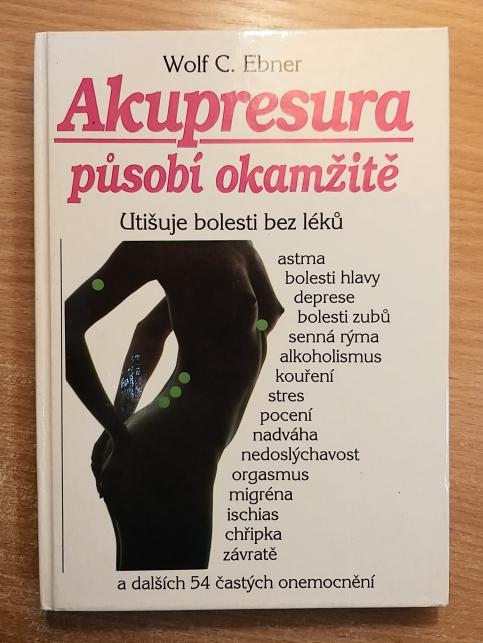 Wolf C. Ebner
Akupresura
působí okamžitě
Utišuje bolesti bez léků
astma
bolesti hlavy
deprese
bolesti zubů
senná rýma
alkoholismus
kouření
stres
pocení
nadváha
nedoslýchavost
orgasmus
migréna
ischias
chřipka
závratě
a dalších 54 častých onemocnění